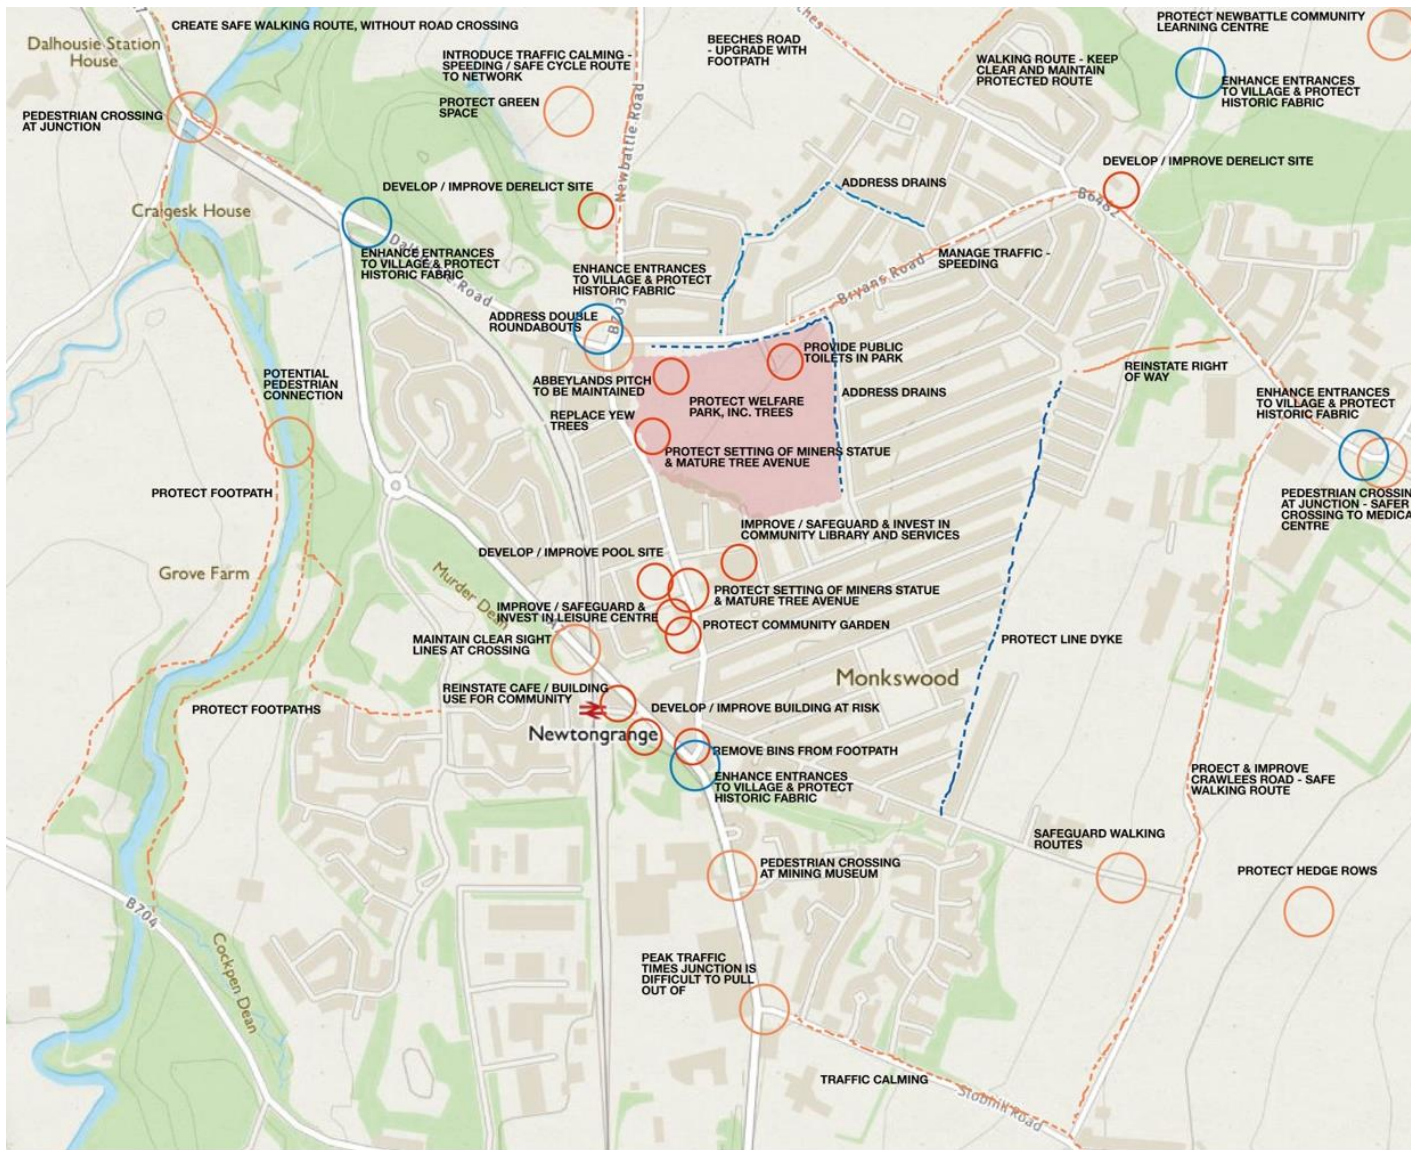 CREATE SAFE WALKING ROUTE, WITHOUT ROAD CROSSING
Dalhousie Station
House
PEDESTRIAN CROSSING
AT JUNCTION
INTRODUCE TRAFFIC CALMING -
SPEEDING / SAFE CYCLE ROUTE
TO NETWORK
PROTECT GREEN
SPACE
Newbattle Road
BEECHES ROAD
- UPGRADE WITH
FOOTPATH
WALKING ROUTE - KEEP
CLEAR AND MAINTAIN
PROTECTED ROUTE
PROTECT NEWBATTLE COMMUNITY
LEARNING CENTRE
ENHANCE ENTRANCES
TO VILLAGE & PROTECT
HISTORIC FABRIC
DEVELOP / IMPROVE DERELICT SITE
B6482
DEVELOP / IMPROVE DERELICT SITE
ADDRESS DRAINS
Craigesk House
ENHANCE ENTRANCES
TO VILLAGE & PROTECT
HISTORIC FABRIC
Road
ENHANCE ENTRANCES
TO VILLAGE & PROTECT
HISTORIC FABRIC
B703
ADDRESS DOUBLE
ROUNDABOUTS
MANAGE TRAFFIC -
SPEEDING
Bryans Road
PROVIDE PUBLIC
TOILETS IN PARK
ABBEYLANDS PITCH
TO BE MAINTAINED
PROTECT WELFARE
PARK, INC. TREES
ADDRESS DRAINS
REINSTATE RIGHT
OF WAY
POTENTIAL
PEDESTRIAN
CONNECTION
REPLACE YEW
TREES
PROTECT SETTING OF MINERS STATUE
& MATURE TREE AVENUE
ENHANCE ENTRANCES
TO VILLAGE & PROTECT
HISTORIC FABRIC
PROTECT FOOTPATH
PEDESTRIAN CROSSING
AT JUNCTION - SAFER
CROSSING TO MEDICA
CENTRE
IMPROVE / SAFEGUARD & INVEST IN
COMMUNITY LIBRARY AND SERVICES
DEVELOP / IMPROVE POOL SITE
Grove Farm
Murder Dean
PROTECT SETTING OF MINERS STATUE
& MATURE TREE AVENUE
IMPROVE / SAFEGUARD &
INVEST IN LEISURE CENTRE
PROTECT COMMUNITY GARDEN
MAINTAIN CLEAR SIGHT
LINES AT CROSSING
PROTECT LINE DYKE
Monkswood
REINSTATE CAFE / BUILDING
USE FOR COMMUNITY
PROTECT FOOTPATHS
DEVELOP / IMPROVE BUILDING AT RISK
Newtongrange
REMOVE BINS FROM FOOTPATH
ENHANCE ENTRANCES
TO VILLAGE & PROTECT
HISTORIC FABRIC
PROECT & IMPROVE
CRAWLEES ROAD - SAFE
WALKING ROUTE
SAFEGUARD WALKING
ROUTES
PEDESTRIAN CROSSING
AT MINING MUSEUM
PROTECT HEDGE ROWS
B704
Cockpen Dean
PEAK TRAFFIC
TIMES JUNCTION IS
DIFFICULT TO PULL
OUT OF
TRAFFIC CALMING
Stobhill Road